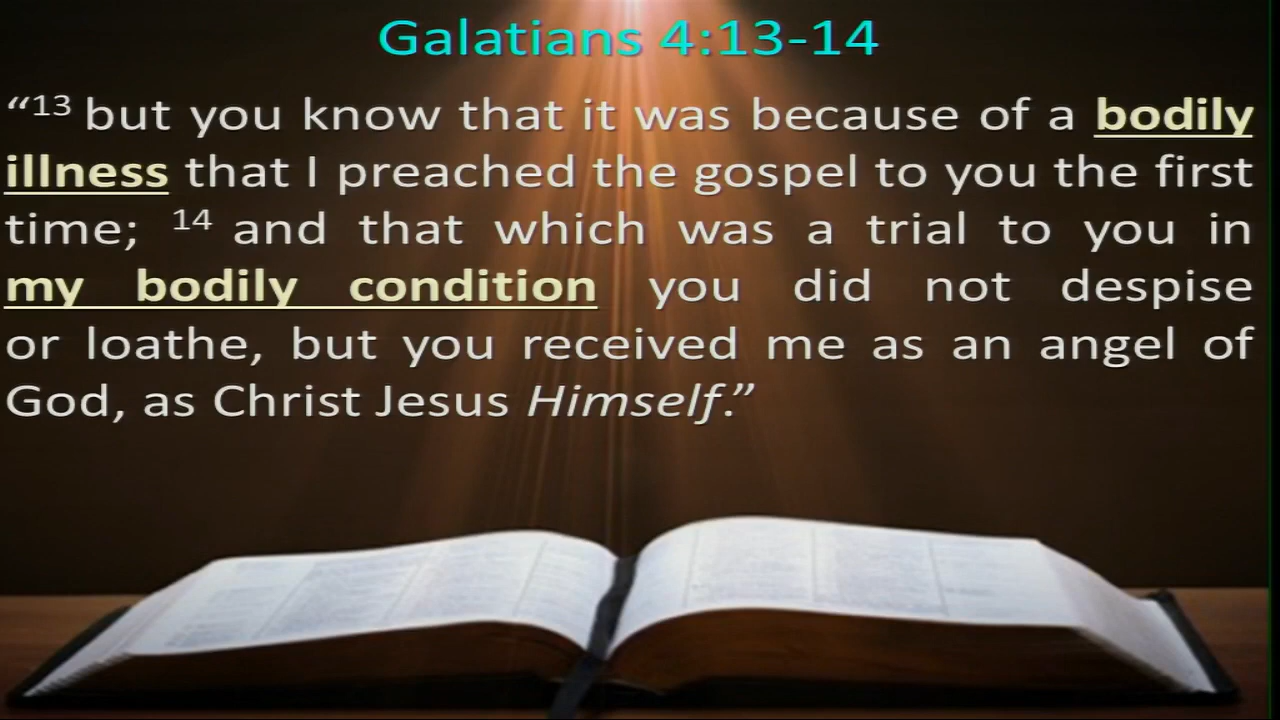 Galatians 4:13-14
“¹³ but you know that it was because of a bodily
illness that I preached the gospel to you the first
time; ¹⁴ and that which was a trial to you in
my bodily condition you did not despise
or loathe, but you received me as an angel of
God, as Christ Jesus Himself.”